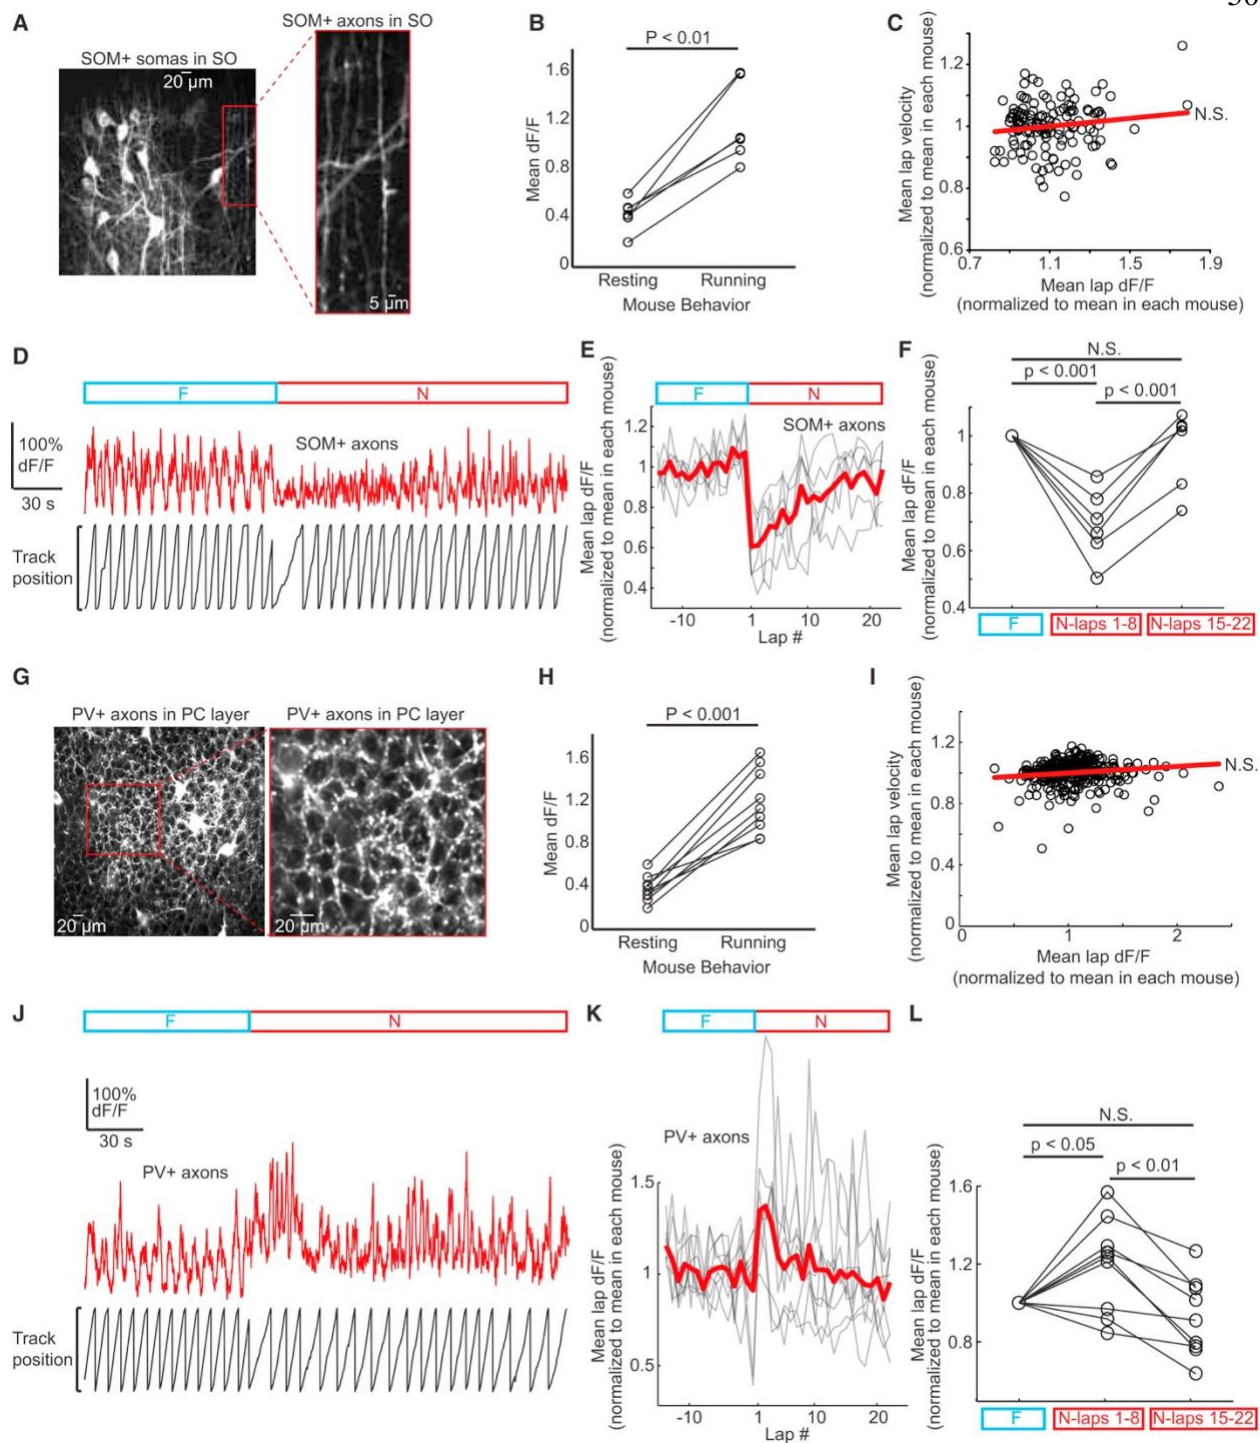 A
SOM+ somas in SO
20 µm
SOM+ axons in SO
5 µm
B
P < 0.01
Mean dF/F
1.6
1.2
0.8
0.4
0
Resting
Running
Mouse Behavior
C
Mean lap velocity
(normalized to mean in each mouse)
1.2
1
0.8
0.6
N.S.
0.7
1.1
1.5
1.9
Mean lap dF/F
(normalized to mean in each mouse)
D
F
N
100%
dF/F
30 s
SOM+ axons
Track
position
E
F
N
Mean lap dF/F
(normalized to mean in each mouse)
SOM+ axons
1.2
1
0.8
0.6
0.4
-10
1
10
20
Lap #
F
N.S.
p < 0.001
p < 0.001
Mean lap dF/F
(normalized to mean in each mouse)
1
0.8
0.6
0.4
F
N-laps 1-8
N-laps 15-22
G
PV+ axons in PC layer
20 µm
PV+ axons in PC layer
20 µm
H
P < 0.001
Mean dF/F
1.6
1.2
0.8
0.4
0
Resting
Running
Mouse Behavior
I
Mean lap velocity
(normalized to mean in each mouse)
1.2
0.8
0.4
0
N.S.
0
1
2
Mean lap dF/F
(normalized to mean in each mouse)
J
F
N
100%
dF/F
30 s
PV+ axons
Track
position
K
F
N
PV+ axons
Mean lap dF/F
(normalized to mean in each mouse)
1.5
1
0.5
-10
1
10
20
Lap #
L
N.S.
p < 0.05
p < 0.01
Mean lap dF/F
(normalized to mean in each mouse)
1.6
1.2
0.8
F
N-laps 1-8
N-laps 15-22